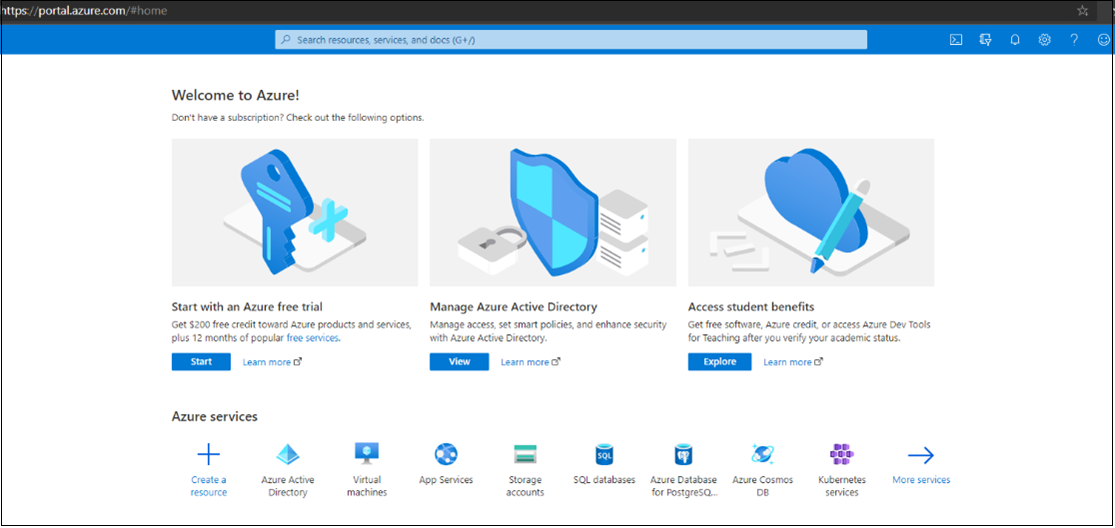 https://portal.azure.com/#home
Search resources, services, and docs (G+/)
Welcome to Azure!
Don't have a subscription? Check out the following options.
Start with an Azure free trial
Get $200 free credit toward Azure products and services,
plus 12 months of popular free services.
Start
Learn more
Manage Azure Active Directory
Manage access, set smart policies, and enhance security
with Azure Active Directory.
View
Learn more
Access student benefits
Get free software, Azure credit, or access Azure Dev Tools
for Teaching after you verify your academic status.
Explore
Learn more
Azure services
Create a
resource
Azure Active
Directory
Virtual
machines
App Services
Storage
accounts
SQL
SQL databases
Azure Database
for PostgreSQ...
Azure Cosmos
DB
Kubernetes
services
More services